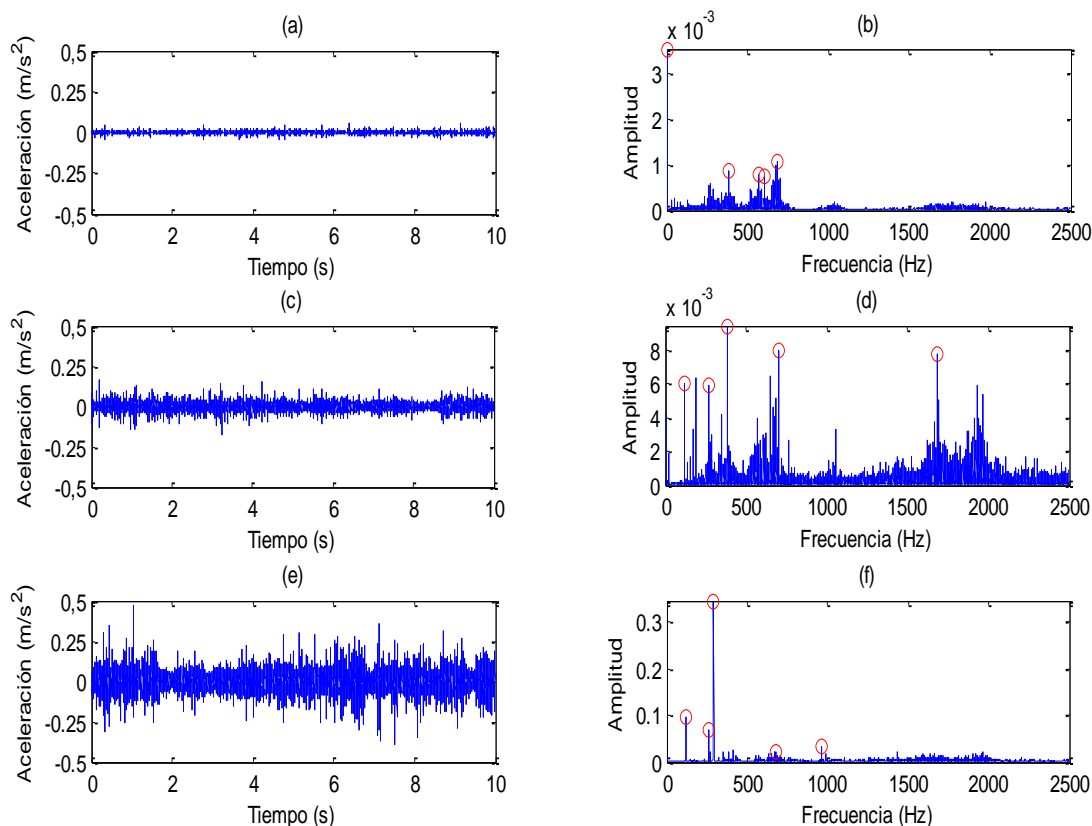 (a)
Aceleración (m/s²)
0,5
0.25
0
-0.25
-0,5
0 2 4 6 8 10
Tiempo (s)
(b)
x 10⁻³
Amplitud
3
2
1
0
0 500 1000 1500 2000 2500
Frecuencia (Hz)
(c)
Aceleración (m/s²)
0,5
0.25
0
-0.25
-0,5
0 2 4 6 8 10
Tiempo (s)
(d)
x 10⁻³
Amplitud
8
6
4
2
0
0 500 1000 1500 2000 2500
Frecuencia (Hz)
(e)
Aceleración (m/s²)
0,5
0.25
0
-0.25
-0.5
0 2 4 6 8 10
Tiempo (s)
(f)
Amplitud
0.3
0.2
0.1
0
0 500 1000 1500 2000 2500
Frecuencia (Hz)